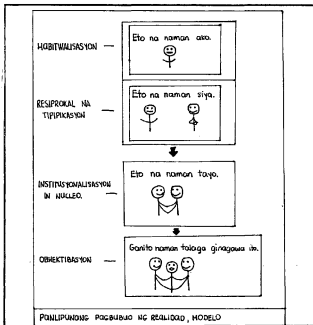 HABITWALISASYON
Eto na naman ako.
RESIPROKAL NA TIPIPIKASYON
Eto na naman siya.
INSTITUSYONALISASYON IN NUCLEO.
Eto na naman tayo.
OBHEKTIBASYON
Ganito naman talaga ginagawa ito.
PANLIPUNANG PAGBUBUO NG REALIDAD, MODELO